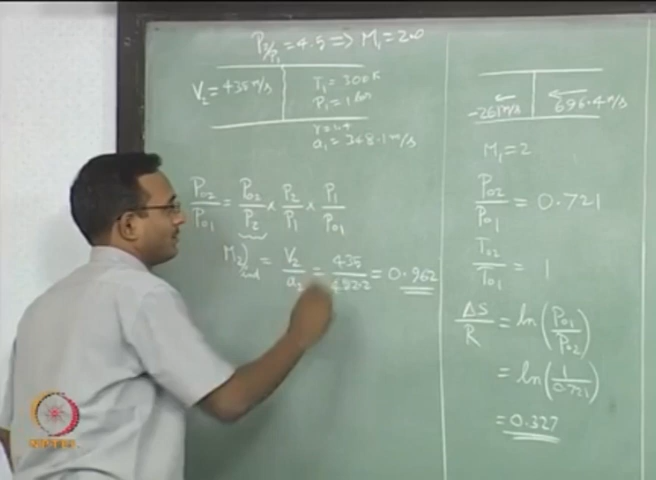 P₂/P₁ = 4.5 ⟹ M₁ = 2.0
V₂ = 435 m/s
T₁ = 300 K
P₁ = 1 bar
r = 1.4
a₁ = 348.1 m/s
P₀₂/P₀₁ = P₀₂/P₂ × P₂/P₁ × P₁/P₀₁
M₂) = V₂/a₂ = 435/452.2 = 0.962
-261 m/s 696.4 m/s
M₁ = 2
P₀₂/P₀₁ = 0.721
T₀₂/T₀₁ = 1
ΔS/R = ln(P₀₁/P₀₂)
= ln(1/0.721)
= 0.327
NPTEL